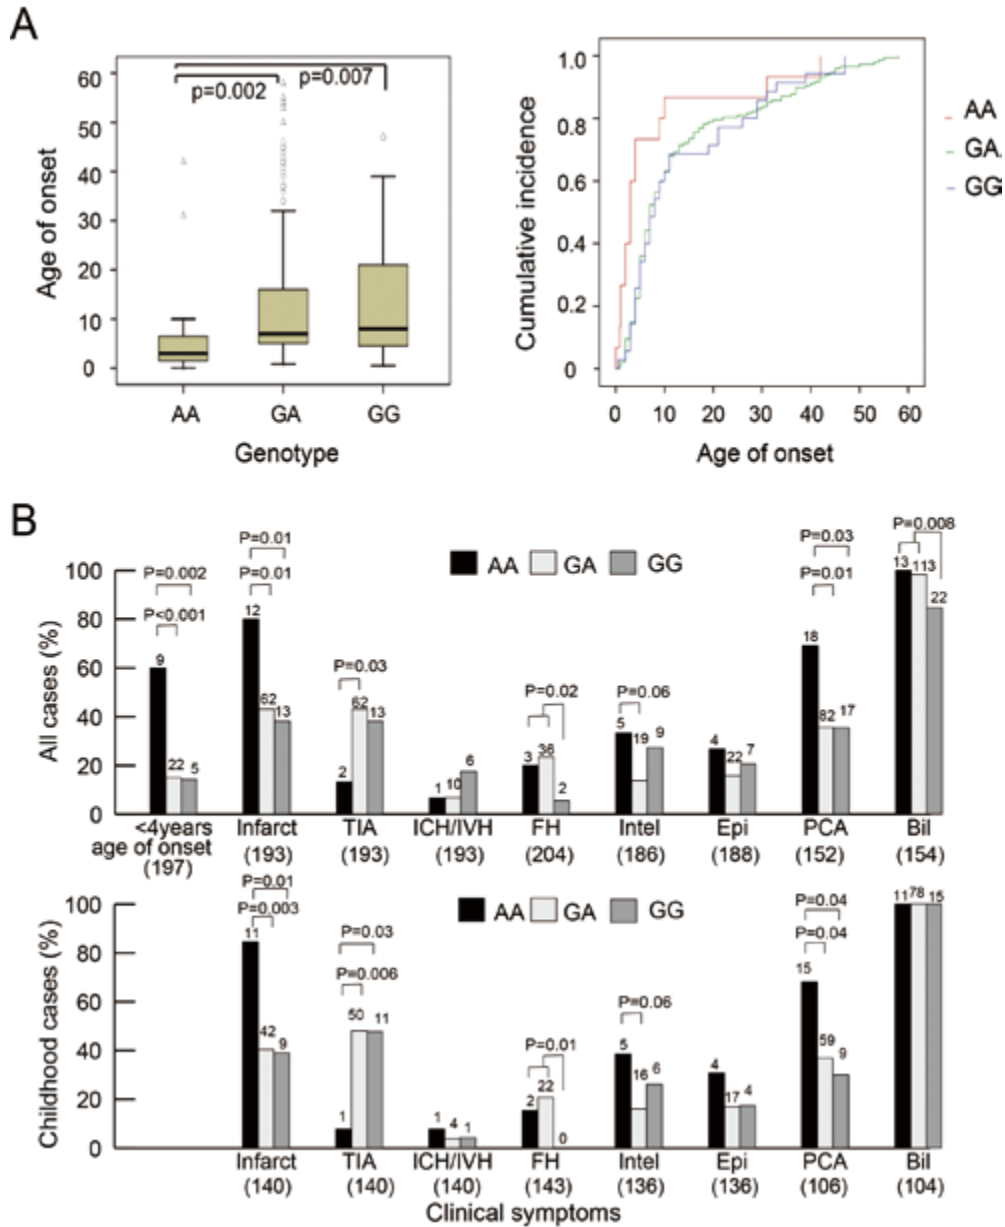 A
p=0.002
p=0.007
60
50
40
30
20
10
0
Age of onset
AA
GA
GG
Genotype
1.0
0.8
0.6
0.4
0.2
0
Cumulative incidence
0
10
20
30
40
50
60
Age of onset
AA
GA
GG
B
All cases (%)
100
80
60
40
20
0
AA
GA
GG
P=0.002
P<0.001
9
22
5
P=0.01
P=0.01
12
62
13
P=0.03
2
62
13
1
10
6
P=0.02
3
36
2
P=0.06
5
19
9
4
22
7
P=0.03
P=0.01
18
82
17
P=0.008
13
113
22
<4years
age of onset
(197)
Infarct
(193)
TIA
(193)
ICH/IVH
(193)
FH
(204)
Intel
(186)
Epi
(188)
PCA
(152)
Bil
(154)
Childhood cases (%)
100
80
60
40
20
0
AA
GA
GG
P=0.01
P=0.003
11
42
9
P=0.03
P=0.006
1
50
11
1
4
1
P=0.01
2
22
0
P=0.06
5
16
6
4
17
4
P=0.04
P=0.04
15
59
9
11
78
15
Infarct
(140)
TIA
(140)
ICH/IVH
(140)
FH
(143)
Intel
(136)
Epi
(136)
PCA
(106)
Bil
(104)
Clinical symptoms